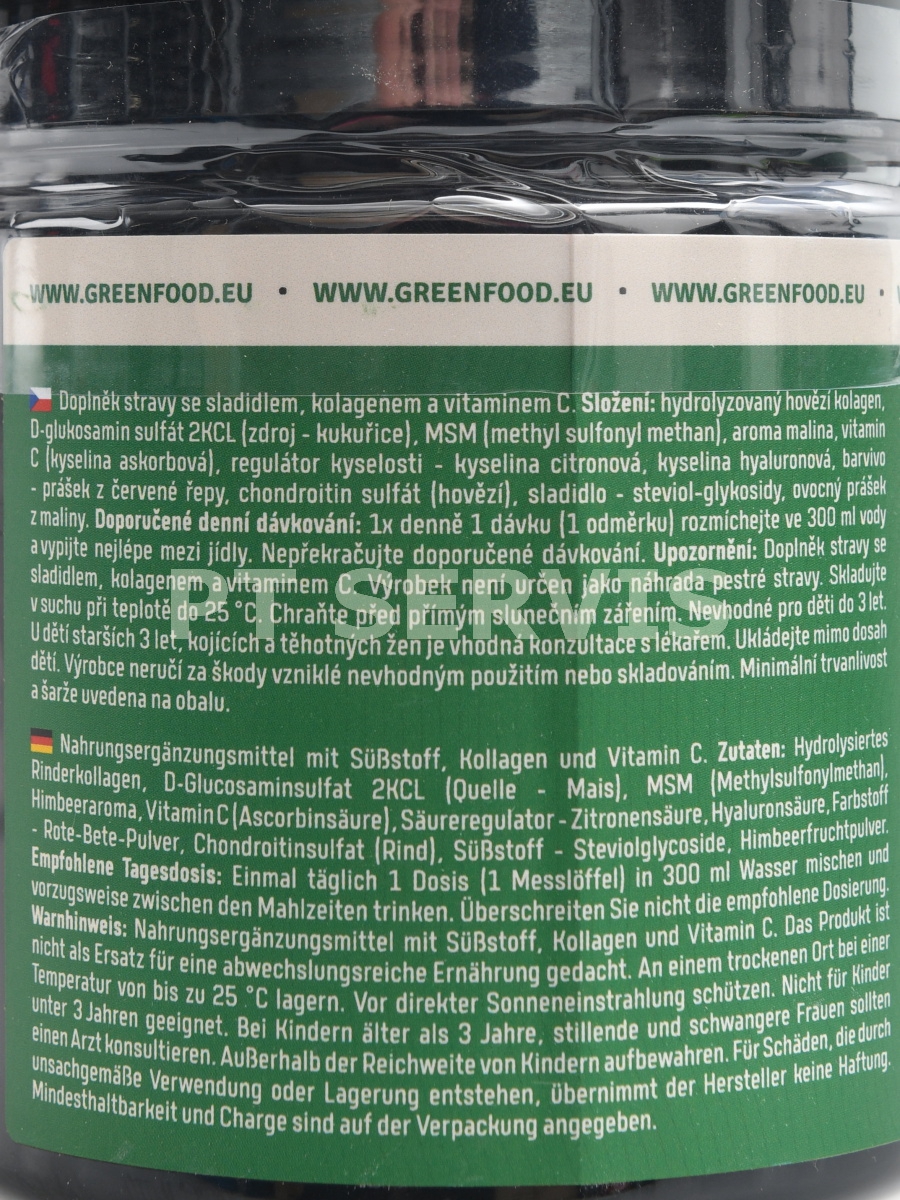 WWW.GREENFOOD.EU • WWW.GREENFOOD.EU • WWW.GREENFOOD.EU •
Doplněk stravy se sladidlem, kolagenem a vitaminem C. Složení: hydrolyzovaný hovězí kolagen,
D-glukosamin sulfát 2KCL (zdroj - kukuřice), MSM (methyl sulfonyl methan), aroma malina, vitamin
C (kyselina askorbová), regulátor kyselosti - kyselina citronová, kyselina hyaluronová, barvivo
- prášek z červené řepy, chondroitin sulfát (hovězí), sladidlo - steviol-glykosidy, ovocný prášek
z maliny. Doporučené denní dávkování: 1x denně 1 dávku (1 odměrku) rozmíchejte ve 300 ml vody
a vypijte nejlépe mezi jídly. Nepřekračujte doporučené dávkování. Upozornění: Doplněk stravy se
sladidlem, kolagenem a vitaminem C. Výrobek není určen jako náhrada pestré stravy. Skladujte
v suchu při teplotě do 25 °C. Chraňte před přímým slunečním zářením. Nevhodné pro děti do 3 let.
U dětí starších 3 let, kojících a těhotných žen je vhodná konzultace s lékařem. Ukládejte mimo dosah
dětí. Výrobce neručí za škody vzniklé nevhodným použitím nebo skladováním. Minimální trvanlivost
a šarže uvedena na obalu.
PT SERVIS
Nahrungsergänzungsmittel mit Süßstoff, Kollagen und Vitamin C. Zutaten: Hydrolysiertes
Rinderkollagen, D-Glucosaminsulfat 2KCL (Quelle - Mais), MSM (Methylsulfonylmethan),
Himbeeraroma, Vitamin C (Ascorbinsäure), Säureregulator - Zitronensäure, Hyaluronsäure, Farbstoff
- Rote-Bete-Pulver, Chondroitinsulfat (Rind), Süßstoff - Steviolglycoside, Himbeerfruchtpulver.
Empfohlene Tagesdosis: Einmal täglich 1 Dosis (1 Messlöffel) in 300 ml Wasser mischen und
vorzugsweise zwischen den Mahlzeiten trinken. Überschreiten Sie nicht die empfohlene Dosierung.
Warnhinweis: Nahrungsergänzungsmittel mit Süßstoff, Kollagen und Vitamin C. Das Produkt ist
nicht als Ersatz für eine abwechslungsreiche Ernährung gedacht. An einem trockenen Ort bei einer
Temperatur von bis zu 25 °C lagern. Vor direkter Sonneneinstrahlung schützen. Nicht für Kinder
unter 3 Jahren geeignet. Bei Kindern älter als 3 Jahre, stillende und schwangere Frauen sollten
einen Arzt konsultieren. Außerhalb der Reichweite von Kindern aufbewahren. Für Schäden, die durch
unsachgemäße Verwendung oder Lagerung entstehen, übernimmt der Hersteller keine Haftung.
Mindesthaltbarkeit und Charge sind auf der Verpackung angegeben.